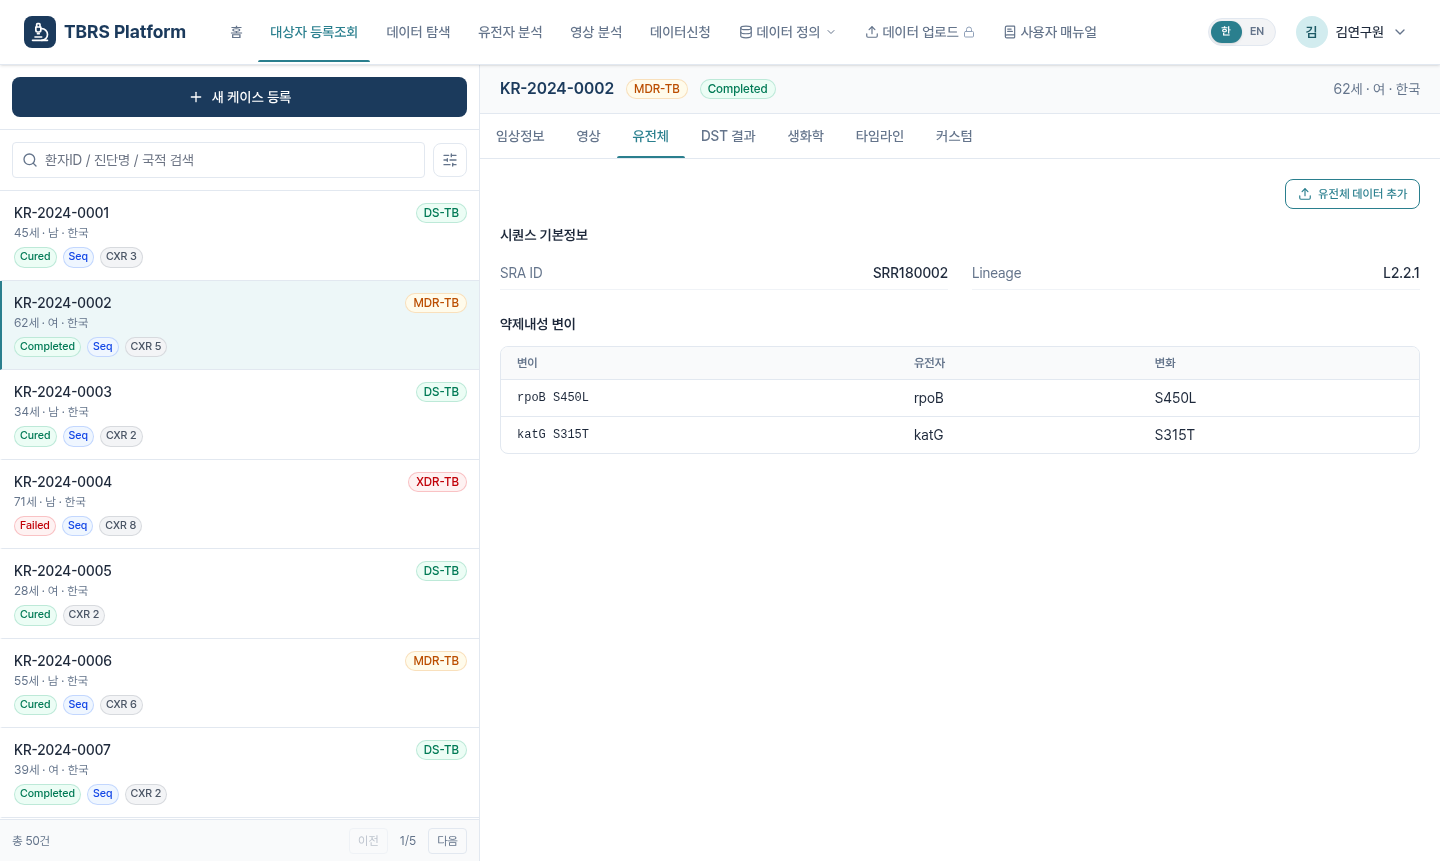 TBRS Platform
홈
대상자 등록조회
데이터 탐색
유전자 분석
영상 분석
데이터신청
데이터 정의
데이터 업로드
사용자 매뉴얼
한
EN
김
김연구원
새 케이스 등록
환자ID / 진단명 / 국적 검색
KR-2024-0001
DS-TB
45세 · 남 · 한국
Cured
Seq
CXR 3
KR-2024-0002
MDR-TB
62세 · 여 · 한국
Completed
Seq
CXR 5
KR-2024-0003
DS-TB
34세 · 남 · 한국
Cured
Seq
CXR 2
KR-2024-0004
XDR-TB
71세 · 남 · 한국
Failed
Seq
CXR 8
KR-2024-0005
DS-TB
28세 · 여 · 한국
Cured
CXR 2
KR-2024-0006
MDR-TB
55세 · 남 · 한국
Cured
Seq
CXR 6
KR-2024-0007
DS-TB
39세 · 여 · 한국
Completed
Seq
CXR 2
총 50건
이전
1/5
다음
KR-2024-0002
MDR-TB
Completed
62세 · 여 · 한국
임상정보
영상
유전체
DST 결과
생화학
타임라인
커스텀
유전체 데이터 추가
시퀀스 기본정보
SRA ID
SRR180002
Lineage
L2.2.1
약제내성 변이
변이
유전자
변화
rpoB S450L
rpoB
S450L
katG S315T
katG
S315T